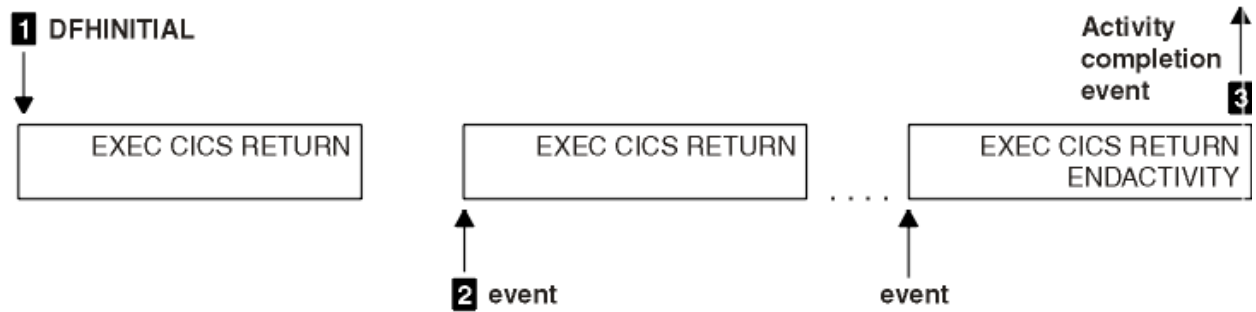 1 DFHINITIAL
Activity
completion
event
3
EXEC CICS RETURN
EXEC CICS RETURN
EXEC CICS RETURN
ENDACTIVITY
. . . .
2 event
event